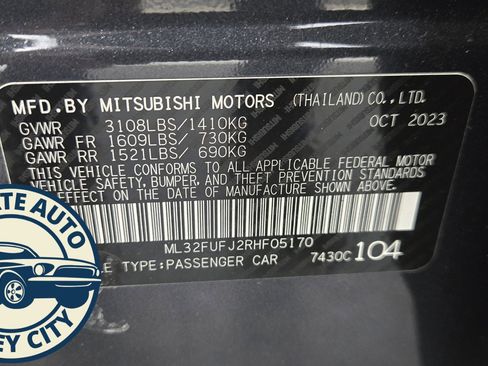 MFD.BY MITSUBISHI MOTORS (THAILAND) CO., LTD.
GVWR 3108LBS/1410KG OCT 2023
GAWR FR 1609LBS/ 730KG
GAWR RR 1521LBS/ 690KG
THIS VEHICLE CONFORMS TO ALL APPLICABLE FEDERAL MOTOR
VEHICLE SAFETY, BUMPER, AND THEFT PREVENTION STANDARDS
IN EFFECT ON THE DATE OF MANUFACTURE SHOWN ABOVE.
ML32FUFJ2RHF05170
TYPE:PASSENGER CAR 7430C 104
AUTO
CITY